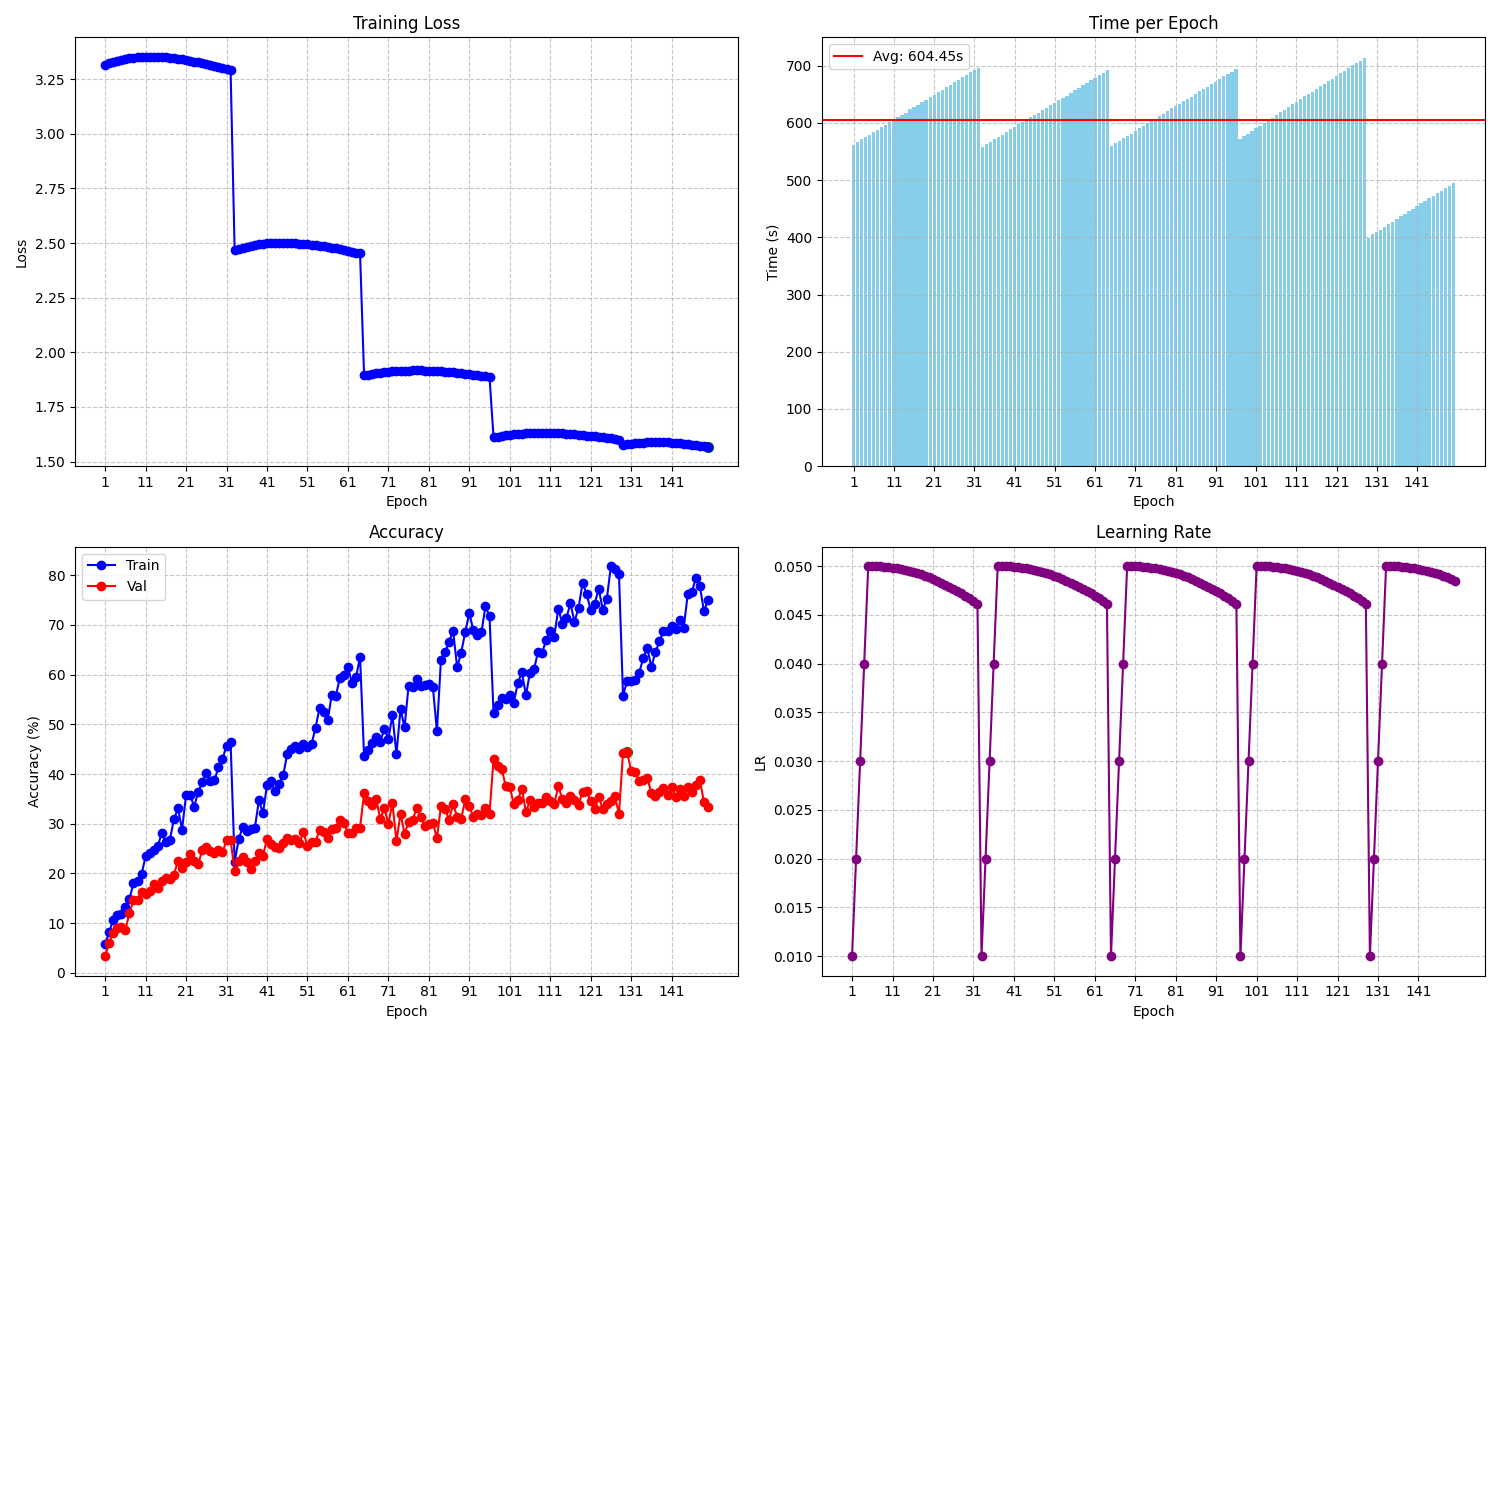 Training Loss
3.25
3.00
2.75
2.50
2.25
2.00
1.75
1.50
Loss
1 11 21 31 41 51 61 71 81 91 101 111 121 131 141
Epoch
Time per Epoch
Avg: 604.45s
700
600
500
400
300
200
100
0
Time (s)
1 11 21 31 41 51 61 71 81 91 101 111 121 131 141
Epoch
Accuracy
Train
Val
80
70
60
50
40
30
20
10
0
Accuracy (%)
1 11 21 31 41 51 61 71 81 91 101 111 121 131 141
Epoch
Learning Rate
0.050
0.045
0.040
0.035
0.030
0.025
0.020
0.015
0.010
LR
1 11 21 31 41 51 61 71 81 91 101 111 121 131 141
Epoch